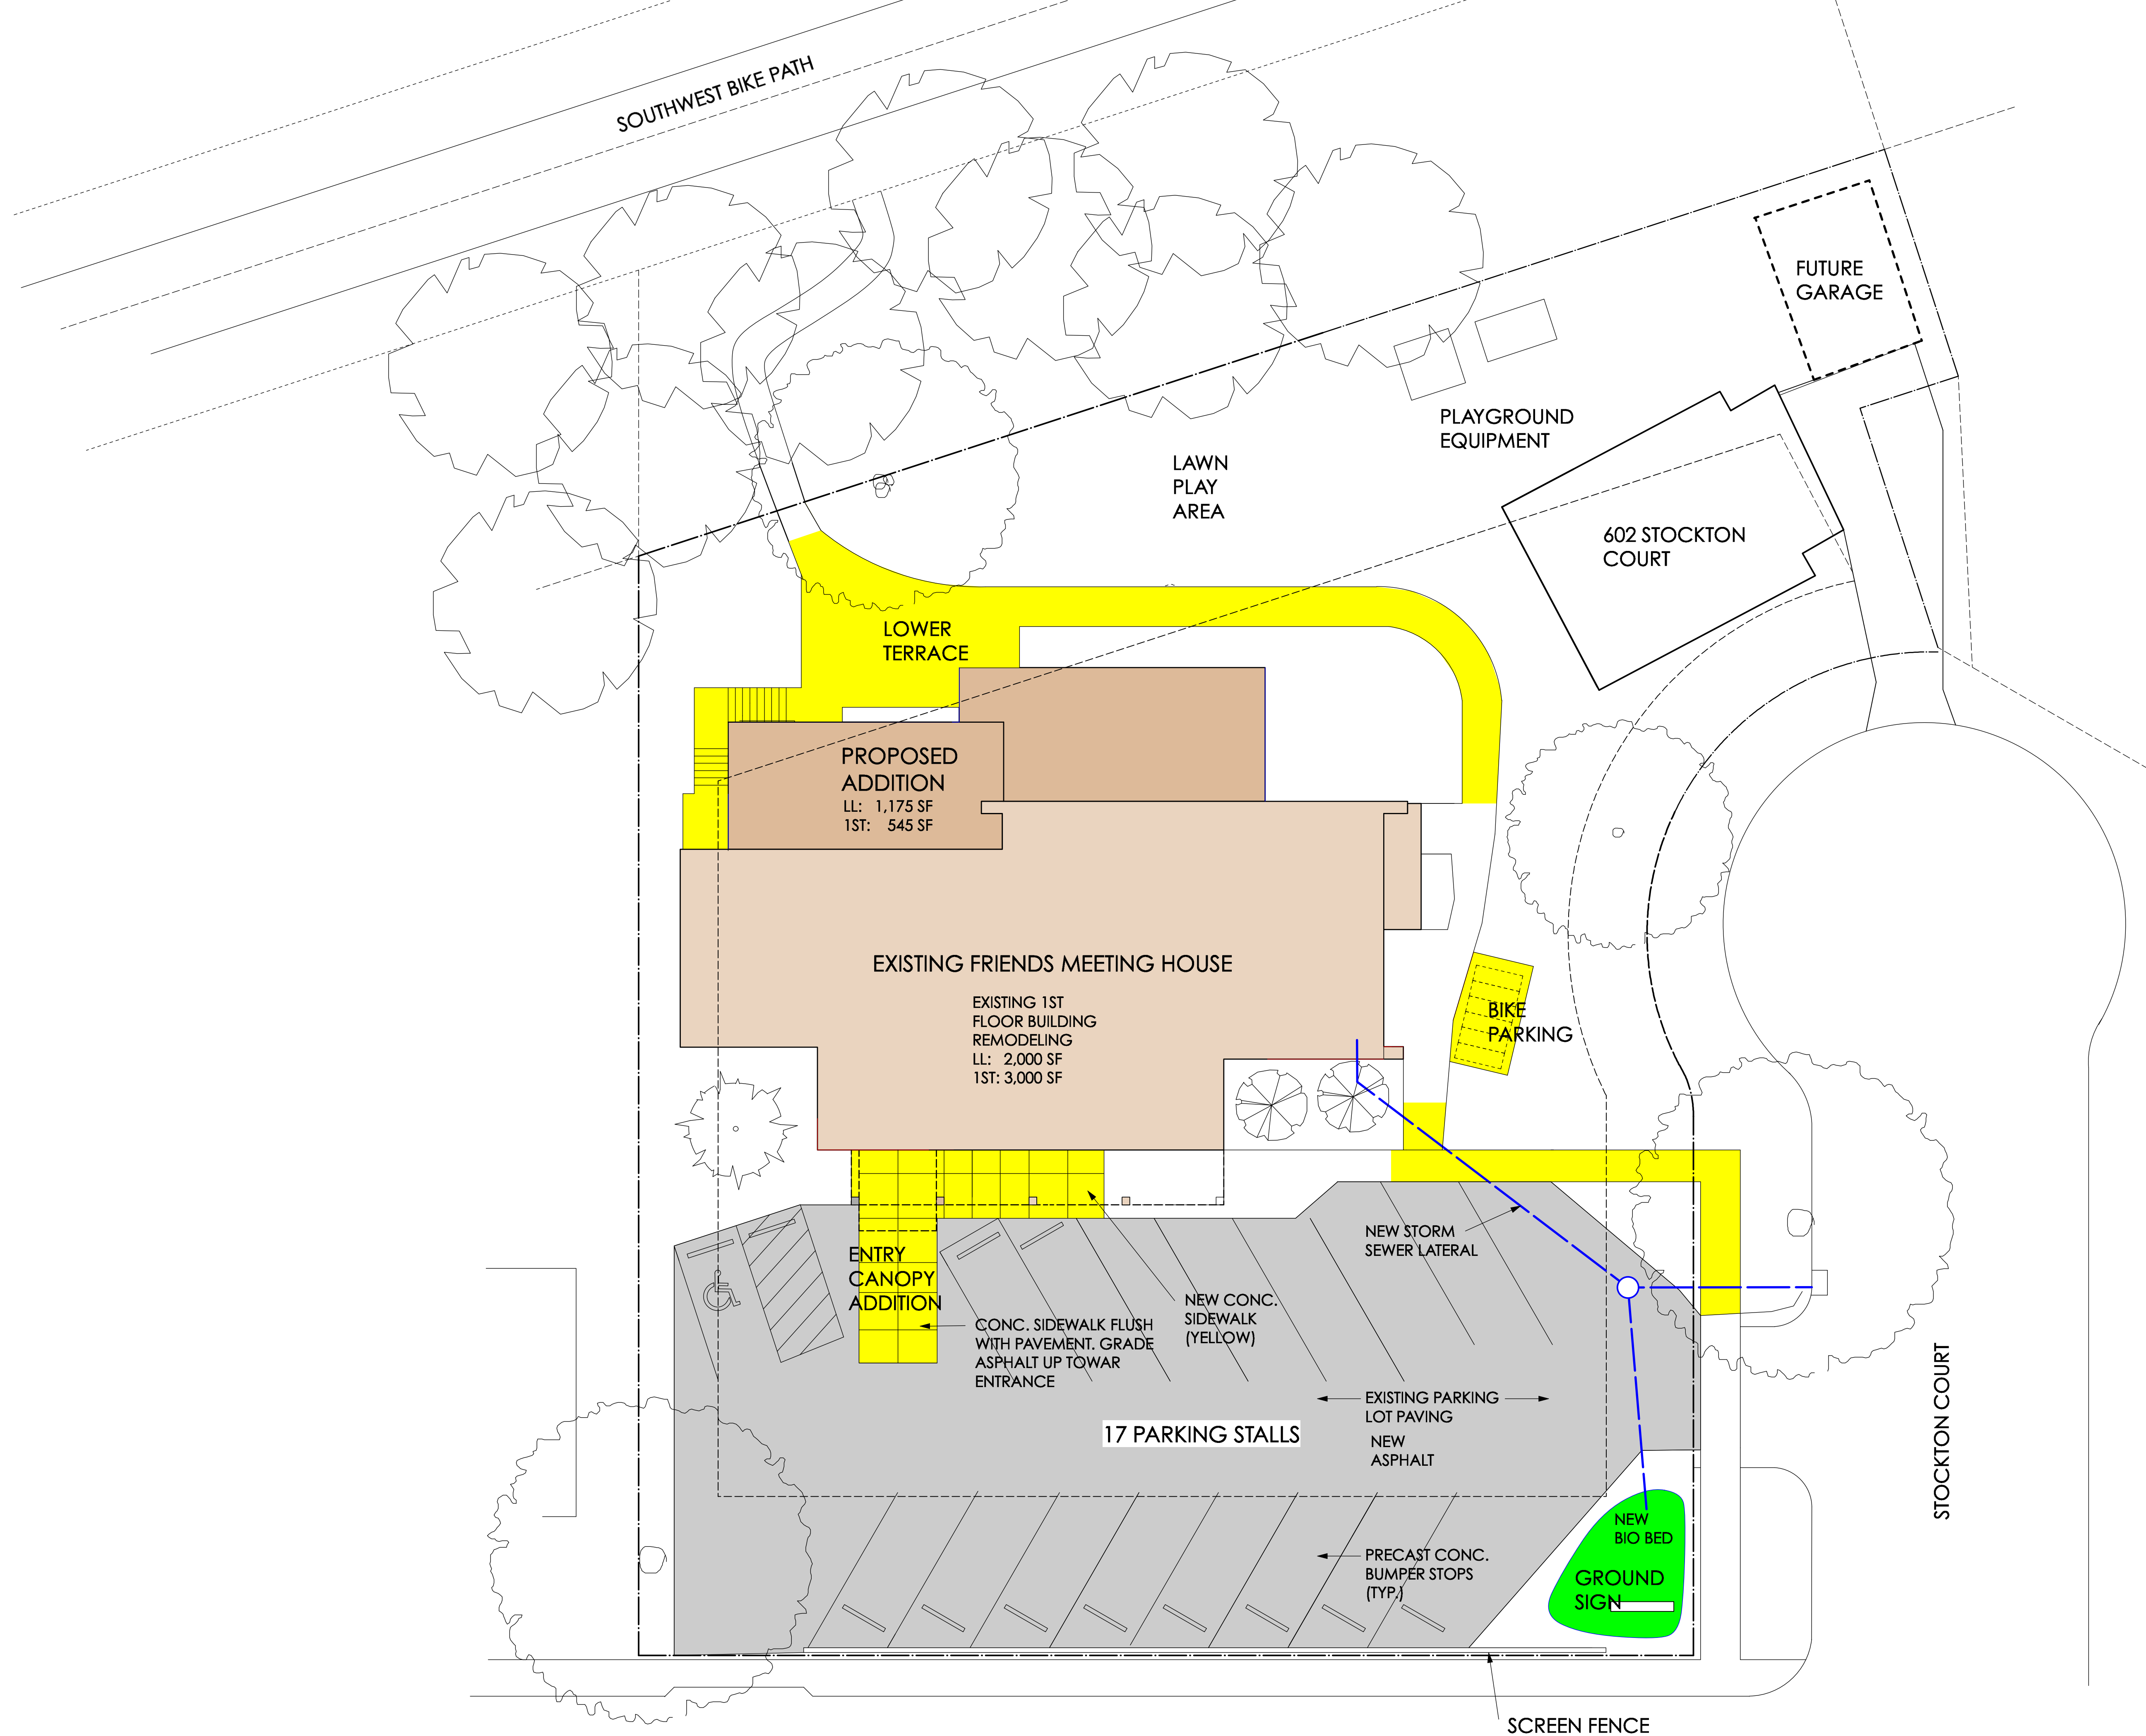 SOUTHWEST BIKE PATH
FUTURE
GARAGE
PLAYGROUND
EQUIPMENT
LAWN
PLAY
AREA
602 STOCKTON
COURT
LOWER
TERRACE
PROPOSED
ADDITION
LL: 1,175 SF
1ST: 545 SF
EXISTING FRIENDS MEETING HOUSE
EXISTING 1ST
FLOOR BUILDING
REMODELING
LL: 2,000 SF
1ST: 3,000 SF
BIKE
PARKING
NEW STORM
SEWER LATERAL
ENTRY
CANOPY
ADDITION
NEW CONC.
SIDEWALK
(YELLOW)
CONC. SIDEWALK FLUSH
WITH PAVEMENT. GRADE
ASPHALT UP TOWAR
ENTRANCE
EXISTING PARKING
LOT PAVING
NEW
ASPHALT
17 PARKING STALLS
STOCKTON COURT
NEW
BIO BED
PRECAST CONC.
BUMPER STOPS
(TYP.)
GROUND
SIGN
SCREEN FENCE